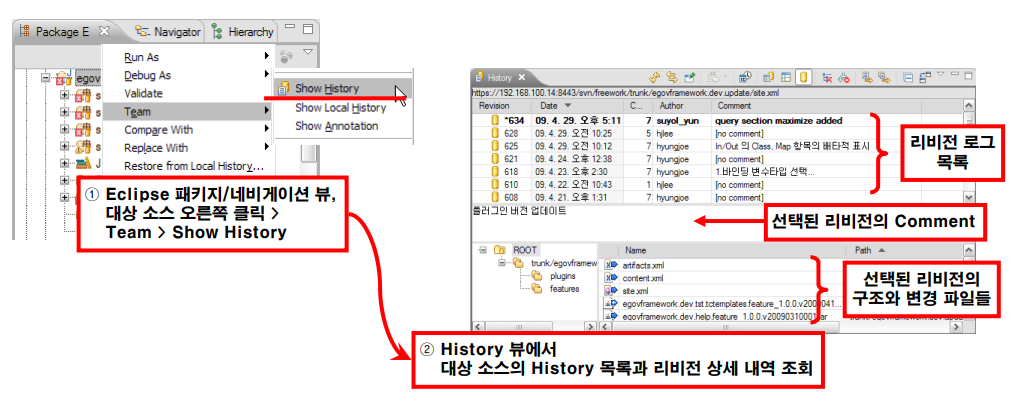 Package E
Navigator
Hierarchy
egov
Run As
Debug As
Validate
Team
Compare With
Replace With
Restore from Local History...
Show History
Show Local History
Show Annotation
① Eclipse 패키지/네비게이션 뷰,
대상 소스 오른쪽 클릭 >
Team > Show History
History
https://192.168.100.14:8443/svn/freework/trunk/egovframework.dev.update/site.xml
Revision Date C... Author Comment
*634 09. 4. 29. 오후 5:11 7 suyol_yun query section maximize added
628 09. 4. 29. 오전 10:25 5 hjlee [no comment]
625 09. 4. 29. 오전 10:12 7 hyungjoe In/Out 의 Class, Map 항목의 배타적 표시
621 09. 4. 24. 오후 12:38 7 hyungjoe [no comment]
618 09. 4. 23. 오후 2:30 7 hyungjoe 1.바인딩 변수타입 선택...
610 09. 4. 22. 오전 10:43 1 hjlee [no comment]
608 09. 4. 21. 오후 1:31 7 hyungjoe [no comment]
리비전 로그
목록
플러그인 버전 업데이트
선택된 리비전의 Comment
ROOT
trunk/egovframew
plugins
features
Name Path
artifacts.xml
content.xml
site.xml
egovframework.dev.tst.tctemplates.feature_1.0.0.v2009041...
egovframework.dev.help.feature_1.0.0.v20090310001.jar
선택된 리비전의
구조와 변경 파일들
② History 뷰에서
대상 소스의 History 목록과 리비전 상세 내역 조회